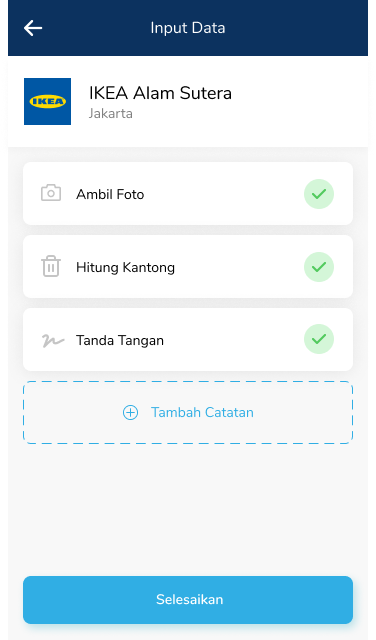 Input Data
IKEA
IKEA Alam Sutera
Jakarta
Ambil Foto
Hitung Kantong
Tanda Tangan
Tambah Catatan
Selesaikan